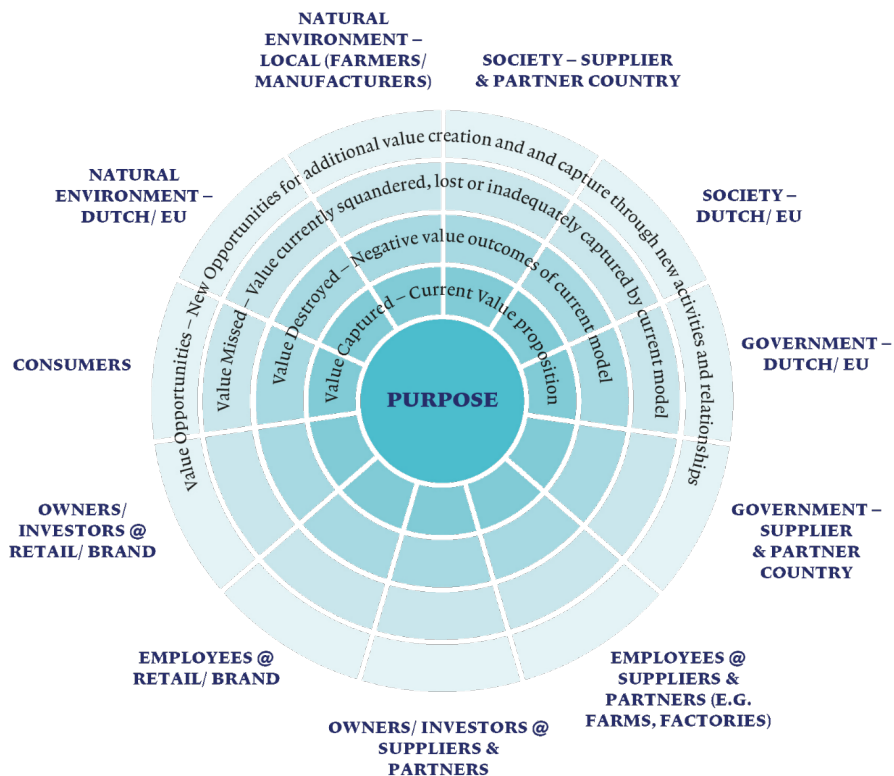 NATURAL
ENVIRONMENT –
LOCAL (FARMERS/
MANUFACTURERS)
SOCIETY – SUPPLIER
& PARTNER COUNTRY
NATURAL
ENVIRONMENT –
DUTCH/ EU
SOCIETY –
DUTCH/ EU
Value Opportunities – New Opportunities for additional value creation and and capture through new activities and relationships
Value Missed – Value currently squandered, lost or inadequately captured by current model
Value Destroyed – Negative value outcomes of current model
Value Captured – Current Value proposition
PURPOSE
CONSUMERS
GOVERNMENT –
DUTCH/ EU
OWNERS/
INVESTORS @
RETAIL/ BRAND
GOVERNMENT –
SUPPLIER
& PARTNER
COUNTRY
EMPLOYEES @
RETAIL/ BRAND
EMPLOYEES @
SUPPLIERS &
PARTNERS (E.G.
FARMS, FACTORIES)
OWNERS/ INVESTORS @
SUPPLIERS &
PARTNERS